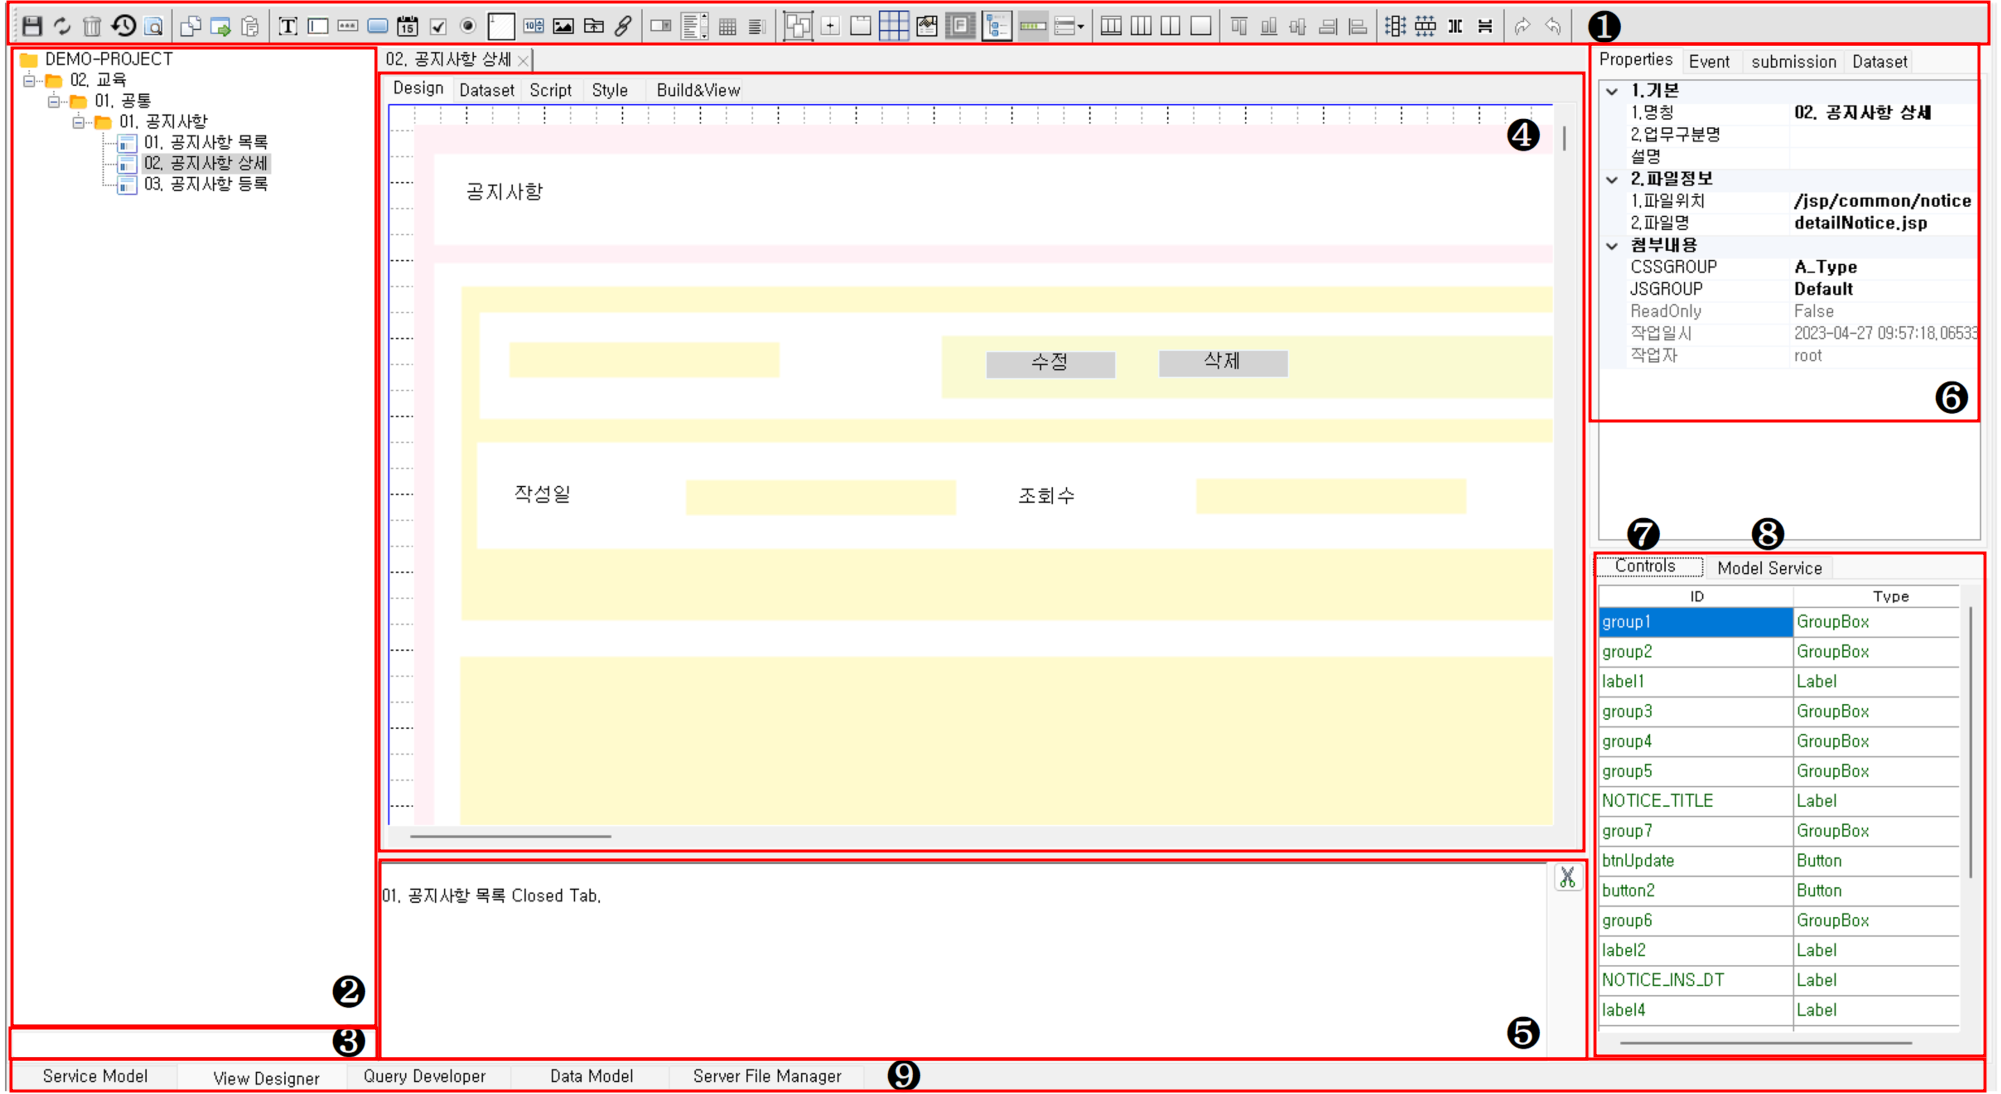 ❶
DEMO-PROJECT
02. 교육
01. 공통
01. 공지사항
01. 공지사항 목록
02. 공지사항 상세
03. 공지사항 등록
❷
❸
02. 공지사항 상세
Design Dataset Script Style Build&View
❹
공지사항
수정 삭제
작성일 조회수
01. 공지사항 목록 Closed Tab.
❺
Properties Event submission Dataset
1.기본
1.명칭 02. 공지사항 상세
2.업무구분명
설명
2.파일정보
1.파일위치 /jsp/common/notice
2.파일명 detailNotice.jsp
첨부내용
CSSGROUP A_Type
JSGROUP Default
ReadOnly False
작업일시 2023-04-27 09:57:18.06533
작업자 root
❻
❼ ❽
Controls Model Service
ID Type
group1 GroupBox
group2 GroupBox
label1 Label
group3 GroupBox
group4 GroupBox
group5 GroupBox
NOTICE_TITLE Label
group7 GroupBox
btnUpdate Button
button2 Button
group6 GroupBox
label2 Label
NOTICE_INS_DT Label
label4 Label
Service Model View Designer Query Developer Data Model Server File Manager ❾